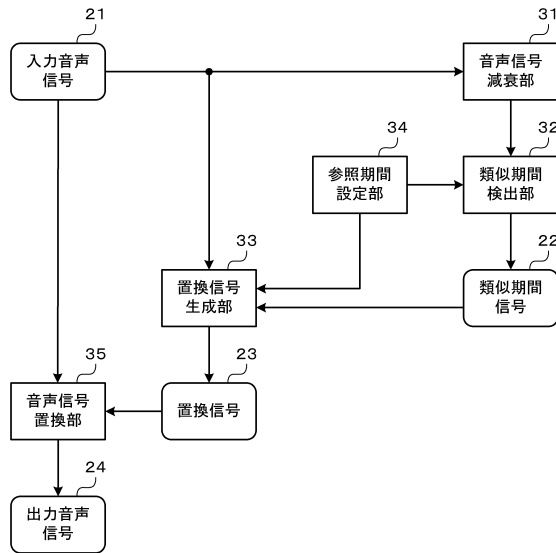 21
入力音声
信号
31
音声信号
減衰部
34
参照期間
設定部
32
類似期間
検出部
33
置換信号
生成部
22
類似期間
信号
35
音声信号
置換部
23
置換信号
24
出力音声
信号